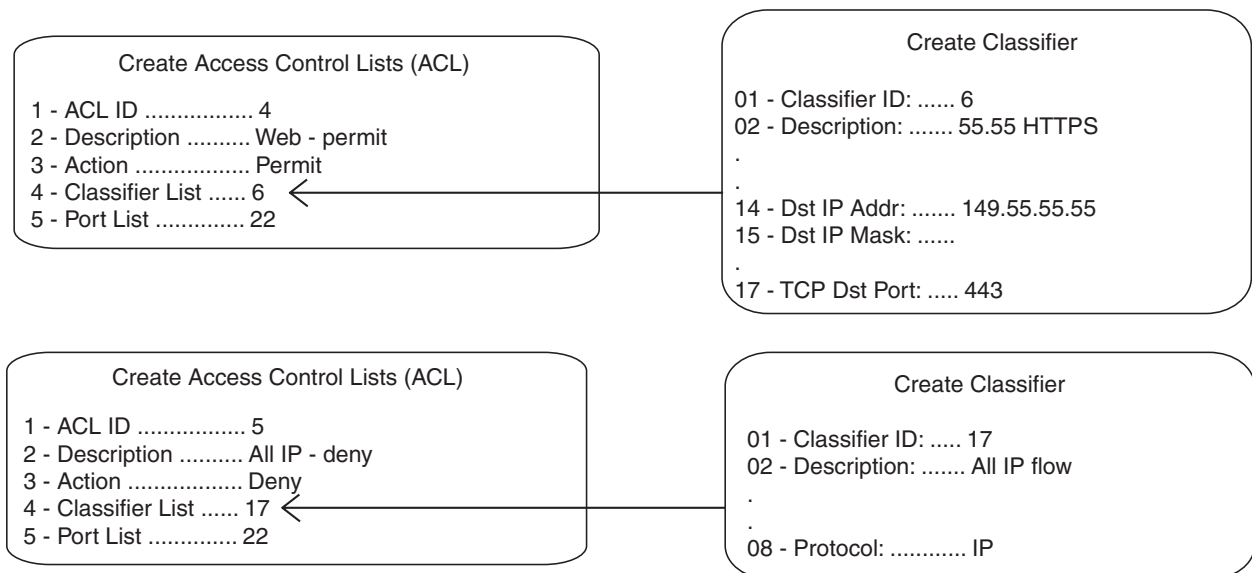 Create Access Control Lists (ACL)
1 - ACL ID ................. 4
2 - Description .......... Web - permit
3 - Action .................. Permit
4 - Classifier List ...... 6
5 - Port List .............. 22
Create Classifier
01 - Classifier ID: ...... 6
02 - Description: ....... 55.55 HTTPS
.
.
14 - Dst IP Addr: ....... 149.55.55.55
15 - Dst IP Mask: ......
.
17 - TCP Dst Port: ..... 443
Create Access Control Lists (ACL)
1 - ACL ID ................. 5
2 - Description .......... All IP - deny
3 - Action .................. Deny
4 - Classifier List ...... 17
5 - Port List .............. 22
Create Classifier
01 - Classifier ID: ..... 17
02 - Description: ....... All IP flow
.
.
08 - Protocol: ............ IP